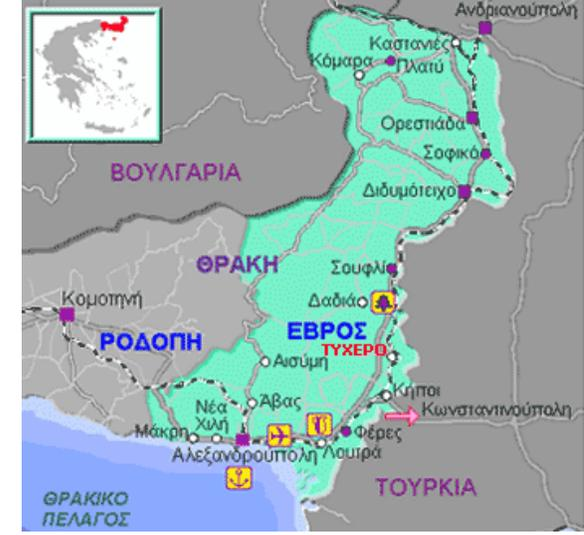 Ανδριανούπολη
Καστανιές
Κόμαρα
Πλατύ
Ορεστιάδα
Σοφικό
ΒΟΥΛΓΑΡΙΑ
Διδυμότειχο
ΘΡΑΚΗ
Σουφλί
Δαδιά
Κομοτηνή
ΕΒΡΟΣ
ΡΟΔΟΠΗ
ΤΥΧΕΡΟ
Αισύμη
Κήποι
Άβας
Κωνσταντινούπολη
Νέα
Χιλή
Μάκρη
Φέρες
Αλεξανδρούπολη
Λουτρά
ΤΟΥΡΚΙΑ
ΘΡΑΚΙΚΟ
ΠΕΛΑΓΟΣ